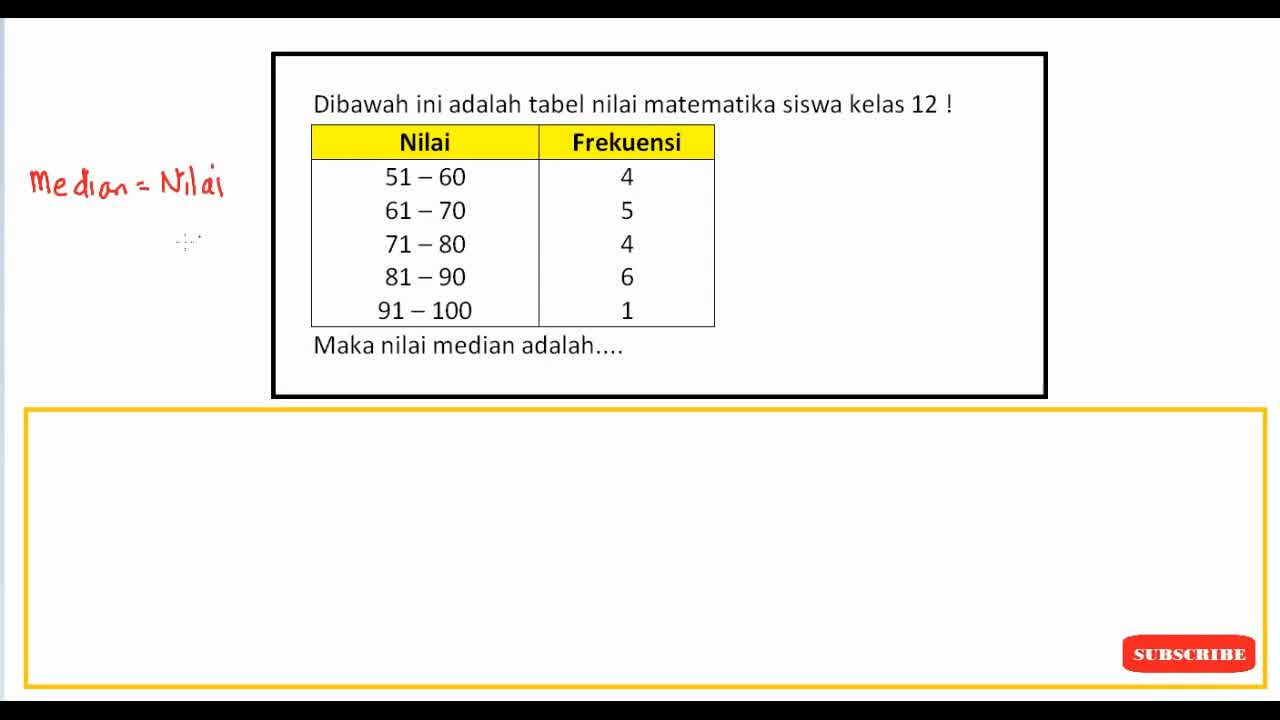 Dibawah ini adalah tabel nilai matematika siswa kelas 12 !
Nilai Frekuensi
51 – 60 4
61 – 70 5
71 – 80 4
81 – 90 6
91 – 100 1
Maka nilai median adalah....
Median = Nilai
SUBSCRIBE